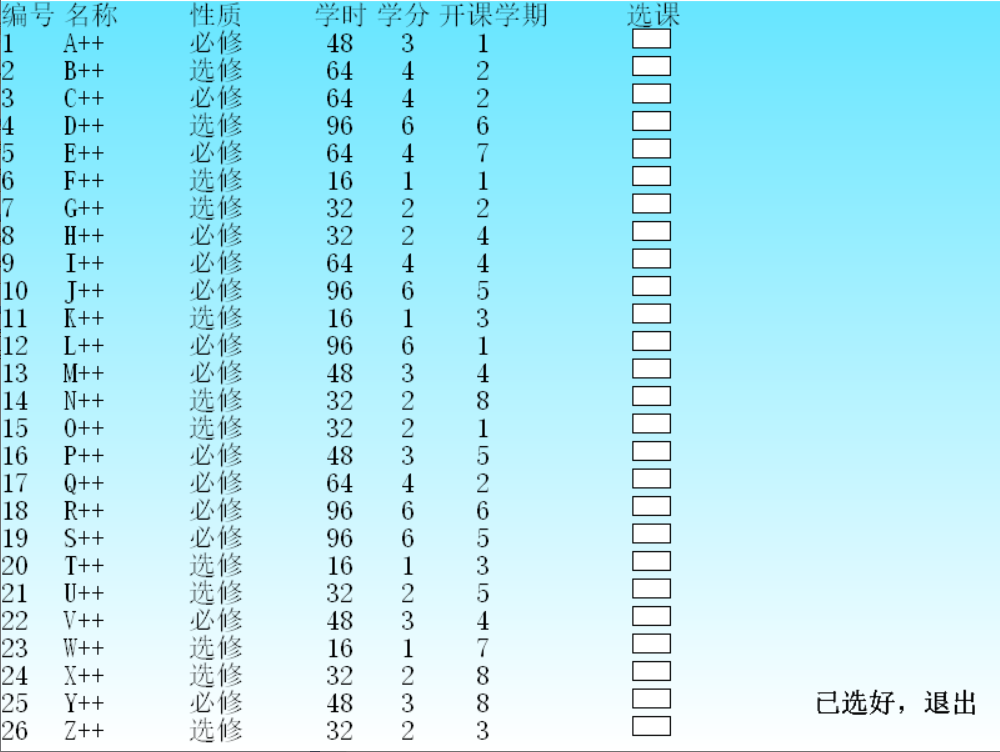 编号 名称 性质 学时 学分 开课学期 选课
1 A++ 必修 48 3 1
2 B++ 选修 64 4 2
3 C++ 必修 64 4 2
4 D++ 选修 96 6 6
5 E++ 必修 64 4 7
6 F++ 选修 16 1 1
7 G++ 选修 32 2 2
8 H++ 必修 32 2 4
9 I++ 必修 64 4 4
10 J++ 必修 96 6 5
11 K++ 选修 16 1 3
12 L++ 必修 96 6 1
13 M++ 必修 48 3 4
14 N++ 选修 32 2 8
15 O++ 选修 32 2 1
16 P++ 必修 48 3 5
17 Q++ 必修 64 4 2
18 R++ 必修 96 6 6
19 S++ 必修 96 6 5
20 T++ 选修 16 1 3
21 U++ 选修 32 2 5
22 V++ 必修 48 3 4
23 W++ 选修 16 1 7
24 X++ 选修 32 2 8
25 Y++ 必修 48 3 8 已选好，退出
26 Z++ 选修 32 2 3